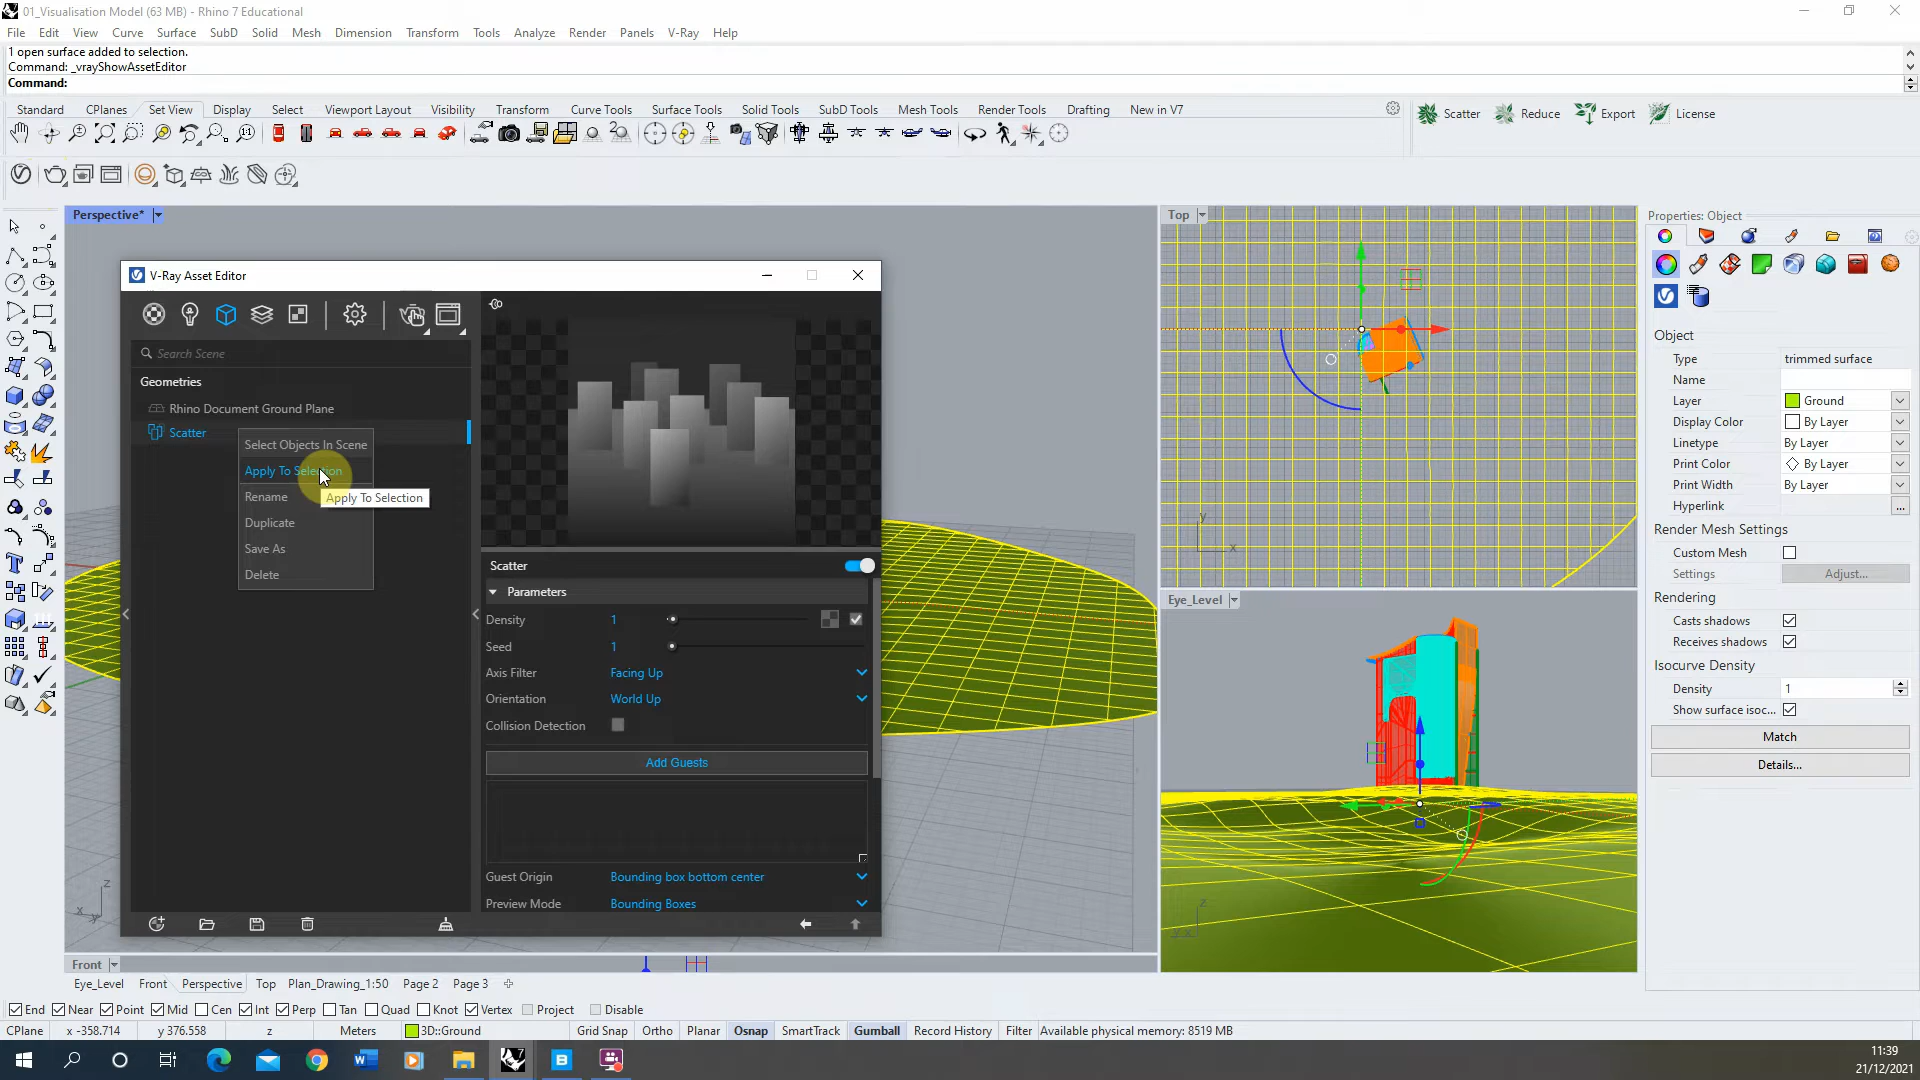 01_Visualisation Model (63 MB) - Rhino 7 Educational
File Edit View Curve Surface SubD Solid Mesh Dimension Transform Tools Analyze Render Panels V-Ray Help
1 open surface added to selection.
Command: _vrayShowAssetEditor
Command:
Standard CPlanes Set View Display Select Viewport Layout Visibility Transform Curve Tools Surface Tools Solid Tools SubD Tools Mesh Tools Render Tools Drafting New in V7
Scatter Reduce Export License
Perspective*
Top
Properties: Object
V-Ray Asset Editor
Search Scene
Geometries
Rhino Document Ground Plane
Scatter
Select Objects In Scene
Apply To Selection
Rename
Apply To Selection
Duplicate
Save As
Delete
Scatter
Parameters
Density 1
Seed 1
Axis Filter Facing Up
Orientation World Up
Collision Detection
Add Guests
Guest Origin Bounding box bottom center
Preview Mode Bounding Boxes
y
x
Eye_Level
z
y x
z
x y
Object
Type trimmed surface
Name
Layer Ground
Display Color By Layer
Linetype By Layer
Print Color By Layer
Print Width By Layer
Hyperlink ...
Render Mesh Settings
Custom Mesh
Settings Adjust...
Rendering
Casts shadows
Receives shadows
Isocurve Density
Density 1
Show surface isoc...
Match
Details...
Front
Eye_Level Front Perspective Top Plan_Drawing_1:50 Page 2 Page 3
End Near Point Mid Cen Int Perp Tan Quad Knot Vertex Project Disable
CPlane x -358.714 y 376.558 z Meters 3D::Ground Grid Snap Ortho Planar Osnap SmartTrack Gumball Record History Filter Available physical memory: 8519 MB
11:39
21/12/2021